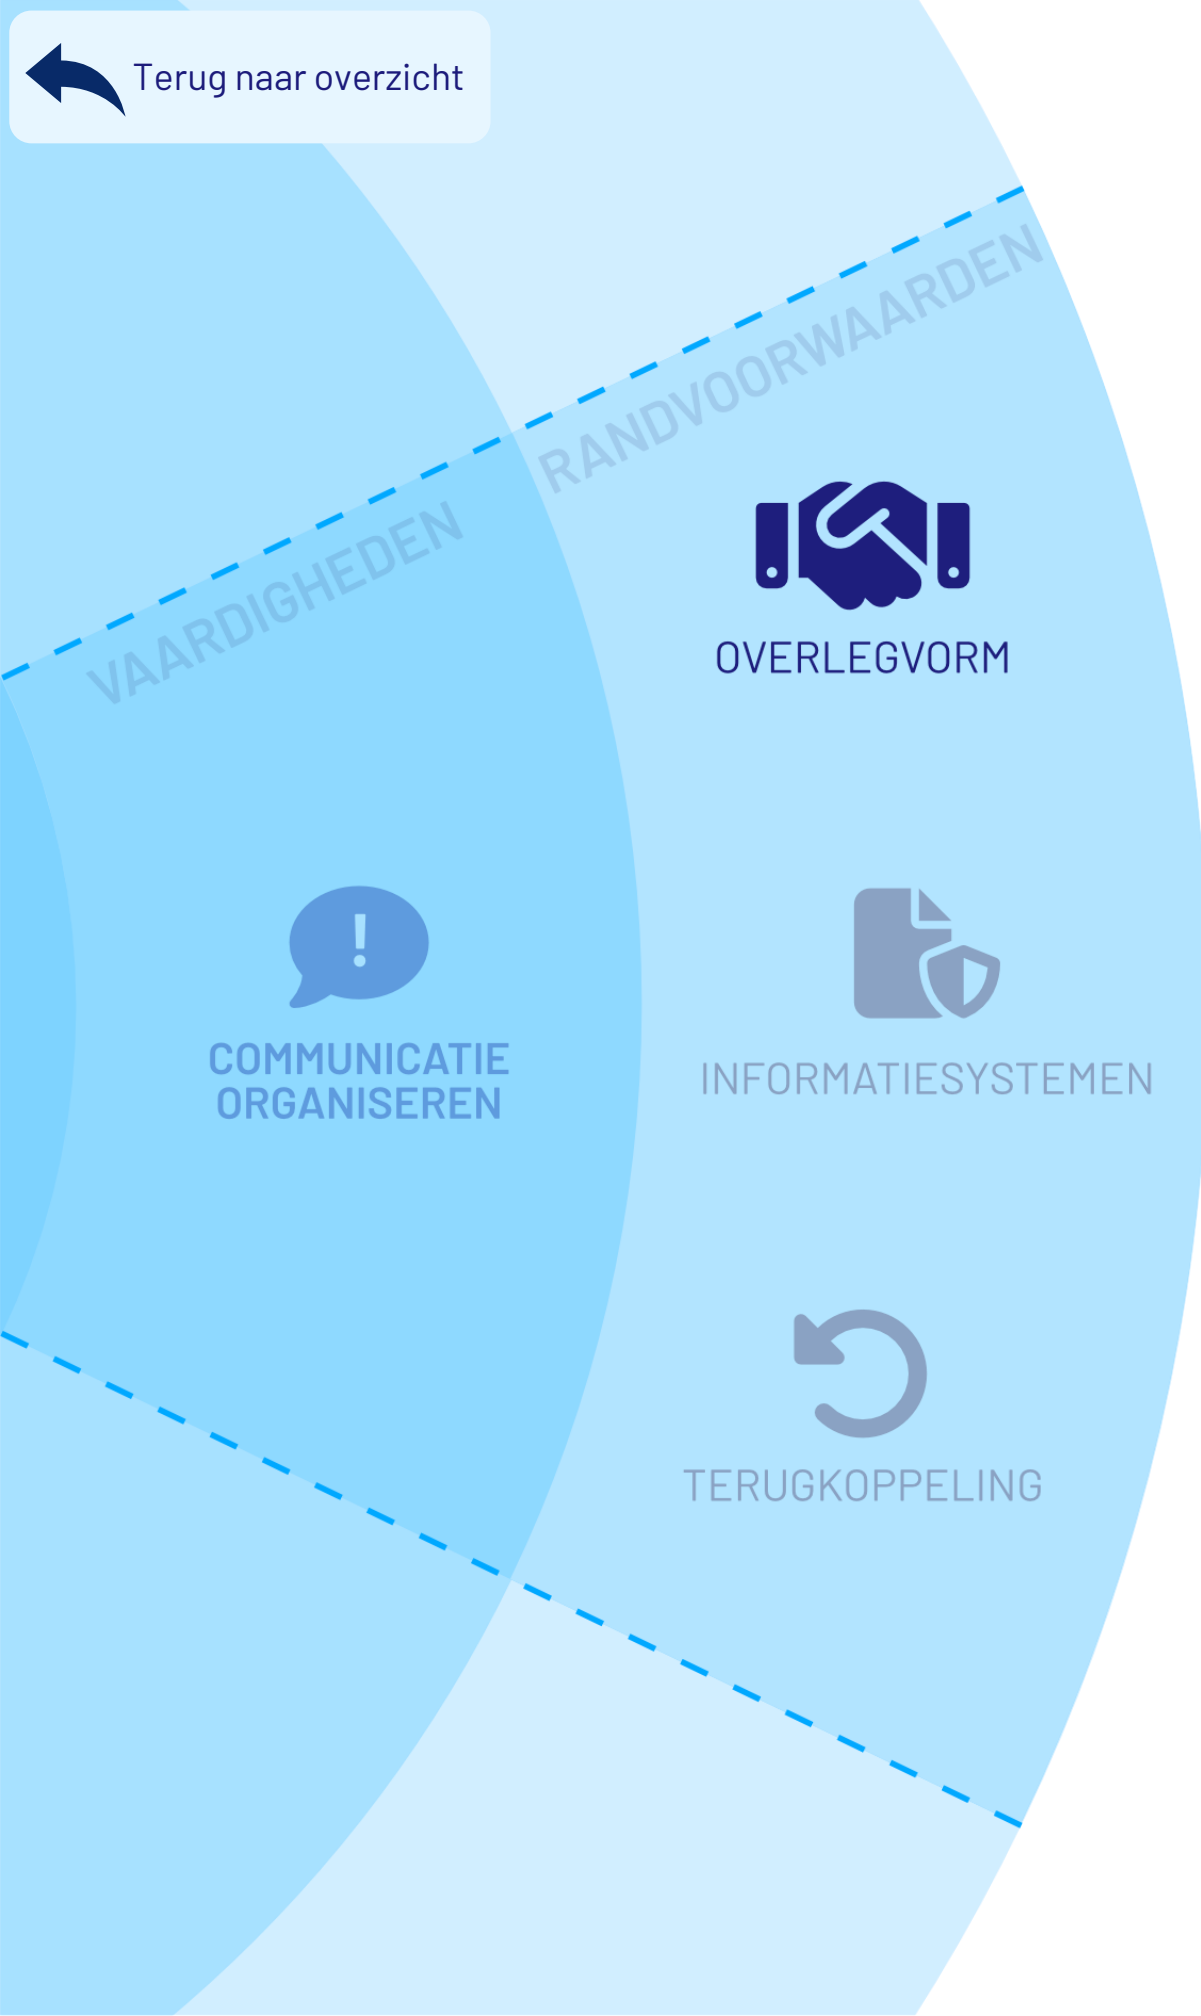 Terug naar overzicht
RANDVOORWAARDEN
VAARDIGHEDEN
OVERLEGVORM
!
COMMUNICATIE
ORGANISEREN
INFORMATIESYSTEMEN
TERUGKOPPELING